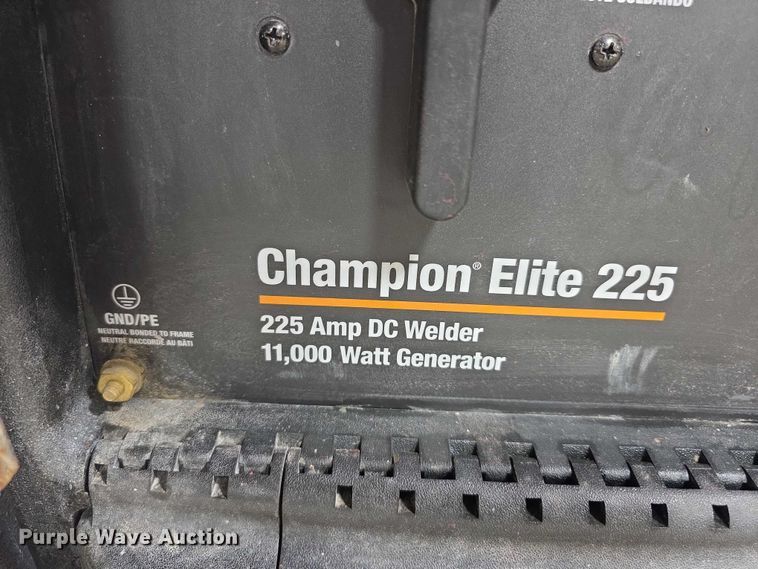 Champion® Elite 225
225 Amp DC Welder
11,000 Watt Generator
GND/PE
NEUTRAL BONDED TO FRAME
NEUTRE RACCORDÉ AU BÂTI
Purple Wave Auction